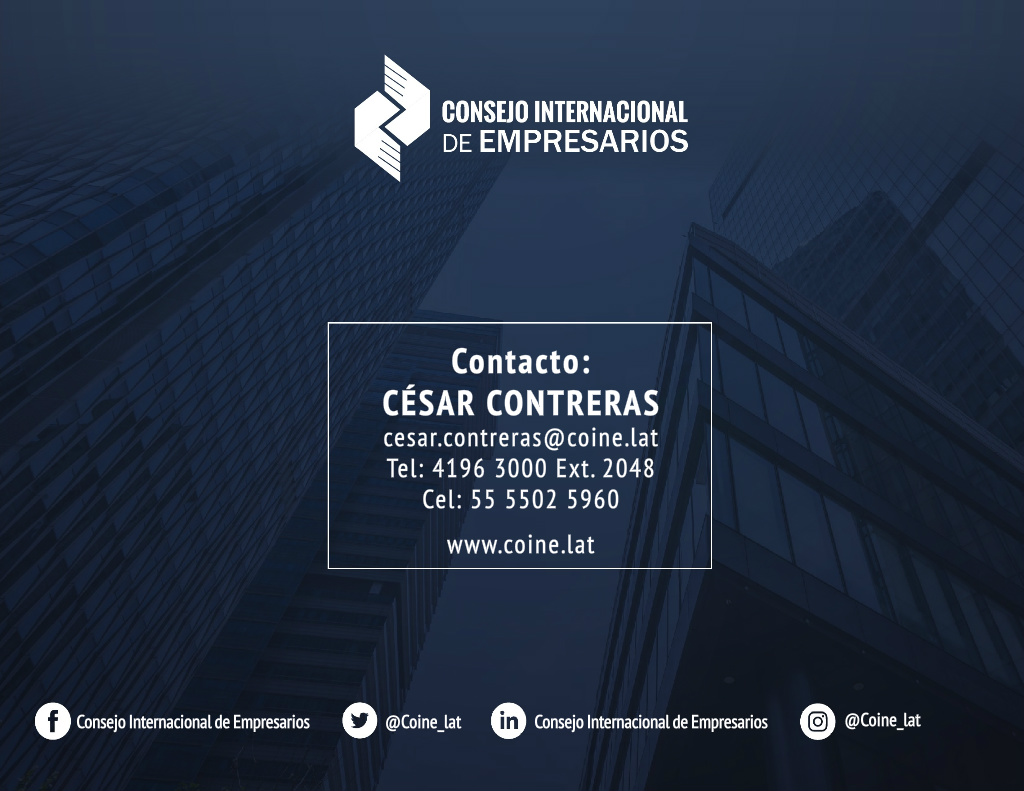 CONSEJO INTERNACIONAL
DE EMPRESARIOS
Contacto:
CÉSAR CONTRERAS
cesar.contreras@coine.lat
Tel: 4196 3000 Ext. 2048
Cel: 55 5502 5960
www.coine.lat
Consejo Internacional de Empresarios @Coine_lat Consejo Internacional de Empresarios @Coine_lat